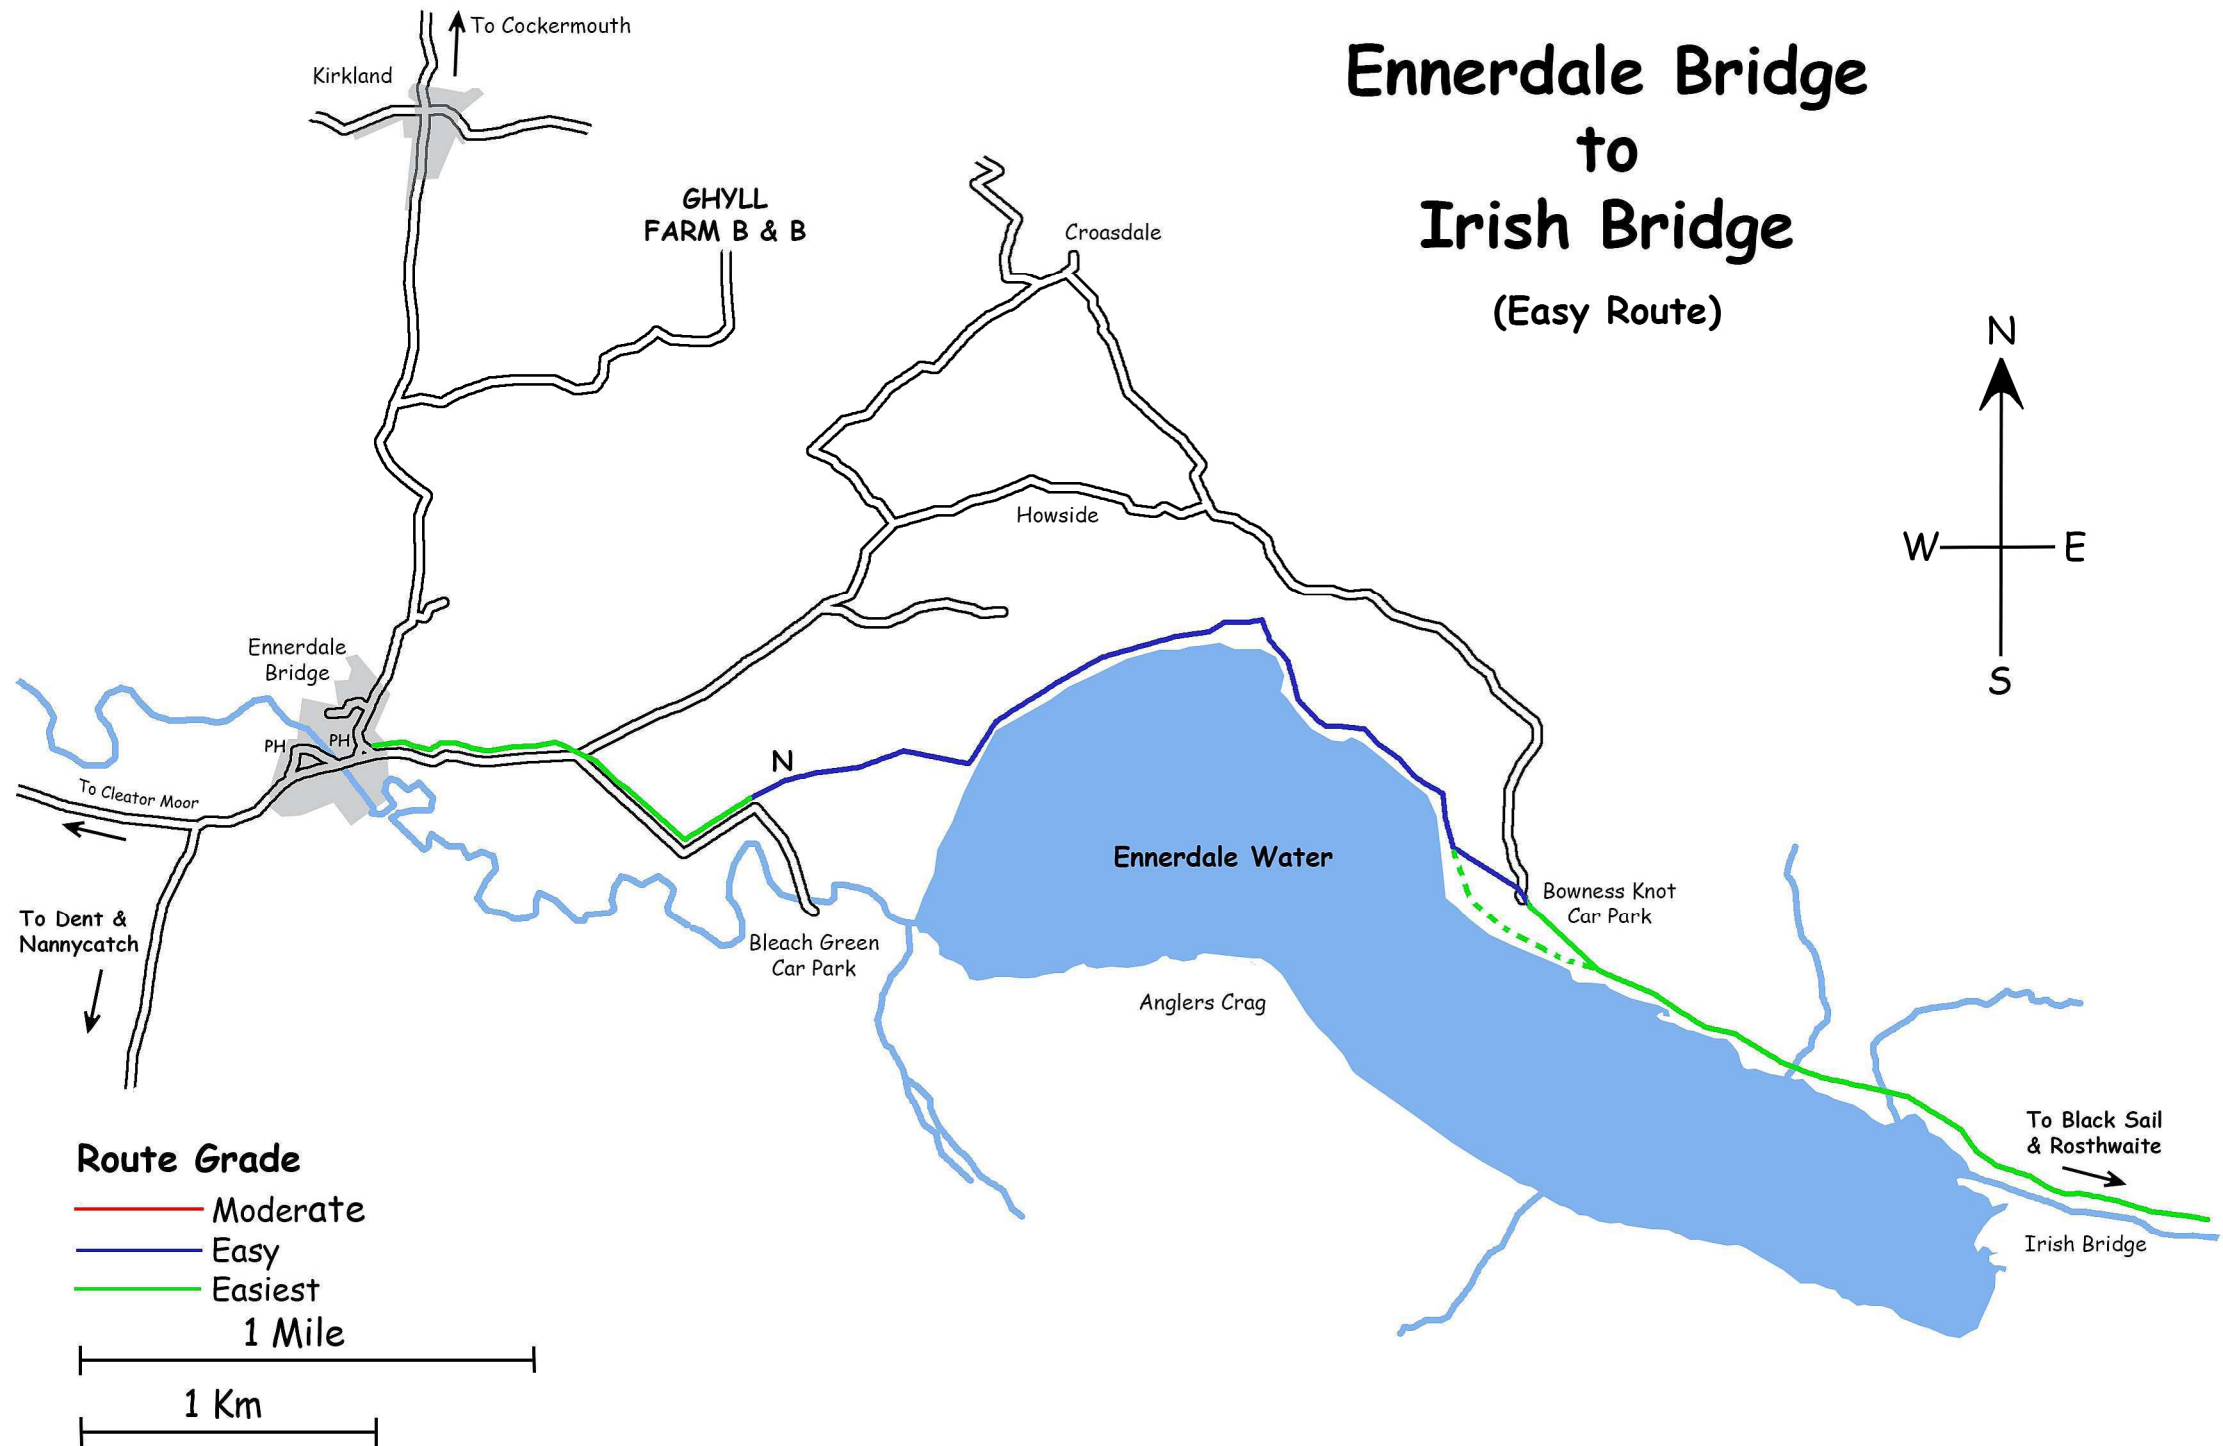 To Cockermouth
Kirkland
Ennerdale Bridge
to
Irish Bridge
(Easy Route)
GHYLL
FARM B & B
Croasdale
N
W
E
S
Howside
Ennerdale
Bridge
PH
PH
N
To Cleator Moor
Ennerdale Water
Bowness Knot
Car Park
To Dent &
Nannycatch
Bleach Green
Car Park
Anglers Crag
To Black Sail
& Rosthwaite
Irish Bridge
Route Grade
Moderate
Easy
Easiest
1 Mile
1 Km